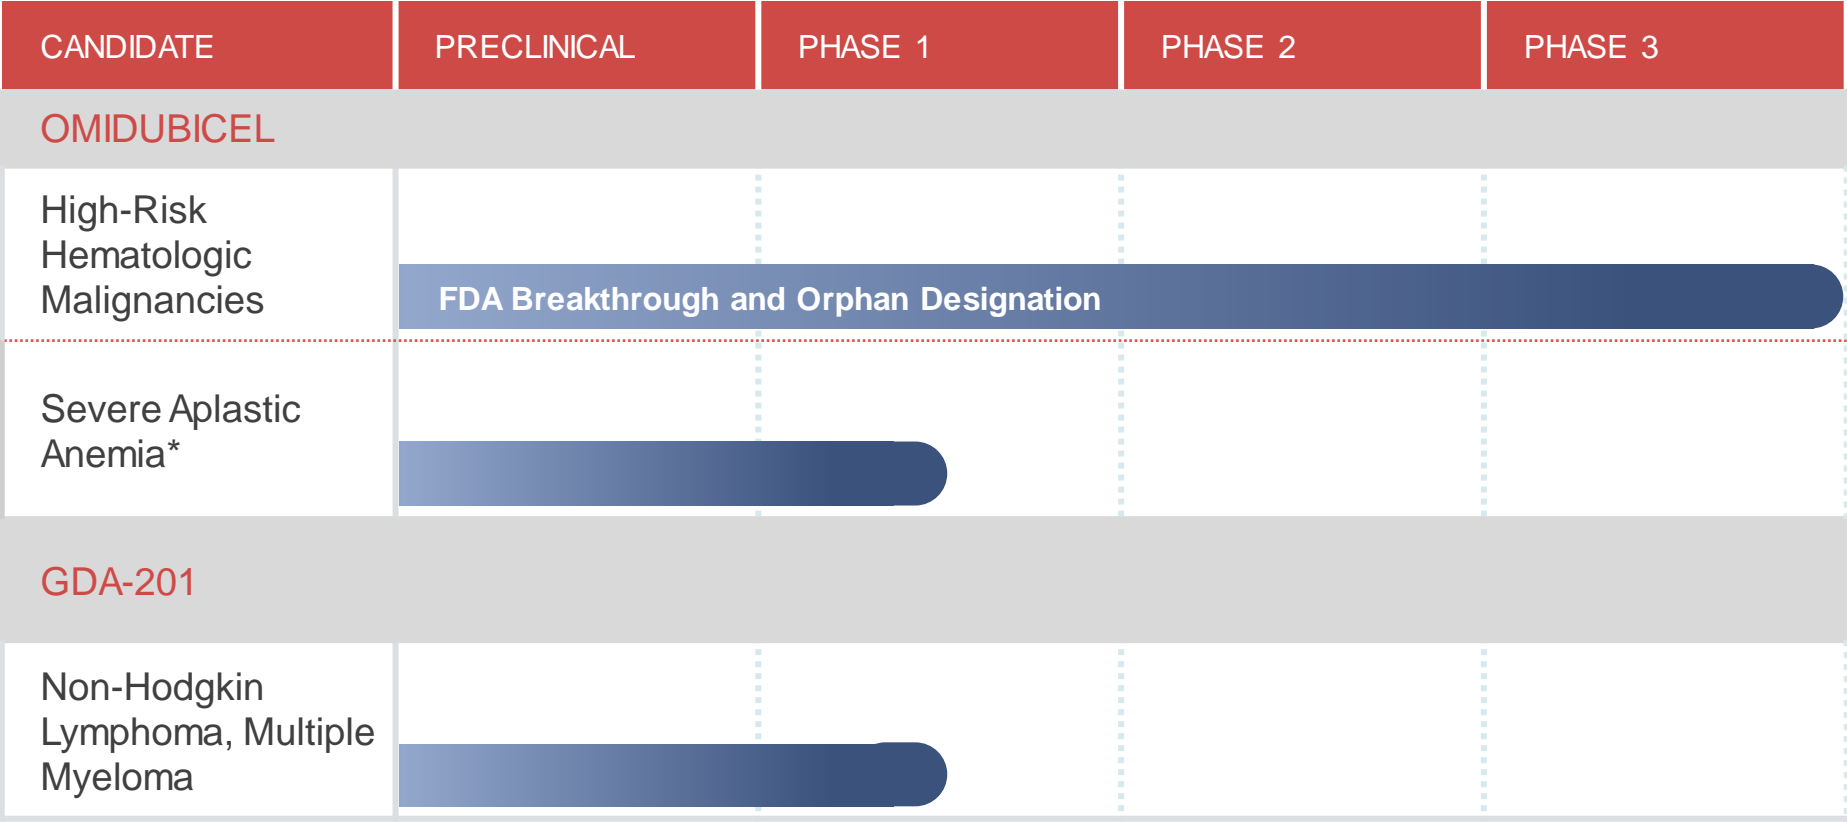 CANDIDATE PRECLINICAL PHASE 1 PHASE 2 PHASE 3
OMIDUBICEL
High-Risk
Hematologic
Malignancies
FDA Breakthrough and Orphan Designation
Severe Aplastic
Anemia*
GDA-201
Non-Hodgkin
Lymphoma, Multiple
Myeloma